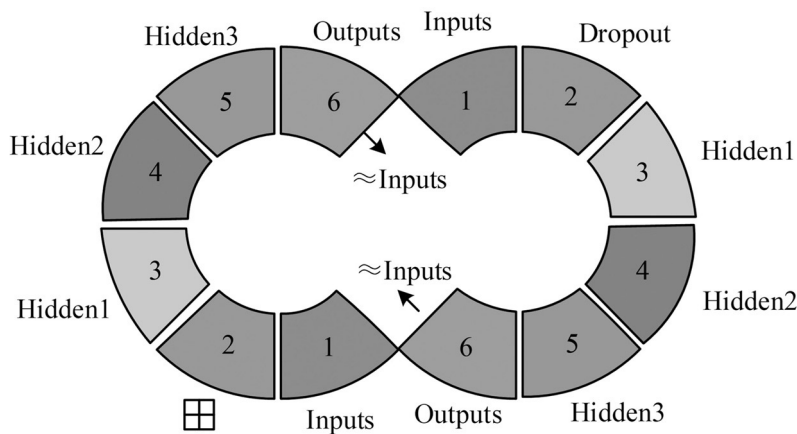 Hidden3
Outputs
Inputs
Dropout
5
6
1
2
Hidden2
4
≈Inputs
3
Hidden1
3
≈Inputs
4
Hidden1
Hidden2
2
1
6
5
Inputs
Outputs
Hidden3